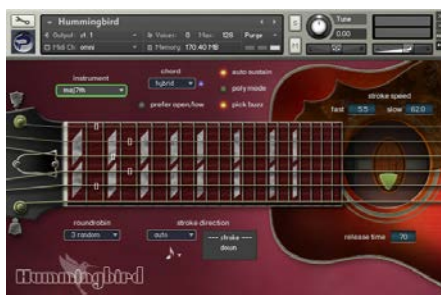 Hummingbird
Output: st. 1
Voices: 0 Max: 128 Purge
Midi Ch: omni
Memory: 170.40 MB
Tune
0.00
instrument
maj7th
chord
hybrid
auto sustain
poly mode
prefer open/low
pick buzz
stroke speed
fast 5.5 slow 62.0
roundrobin
3 random
stroke direction
auto
---- stroke ----
down
release time 70
Hummingbird